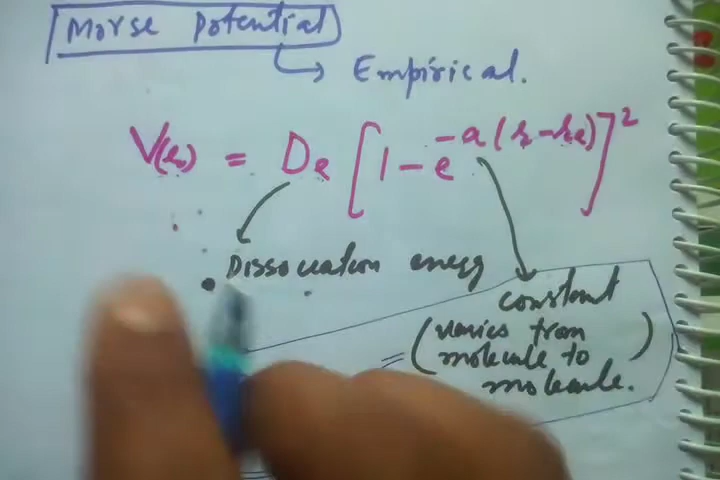 Morse Potential
Empirical.
V(r) = De [1-e^-a(r-re)]^2
Dissociation energy
constant
= (varies from
molecule to
molecule.)